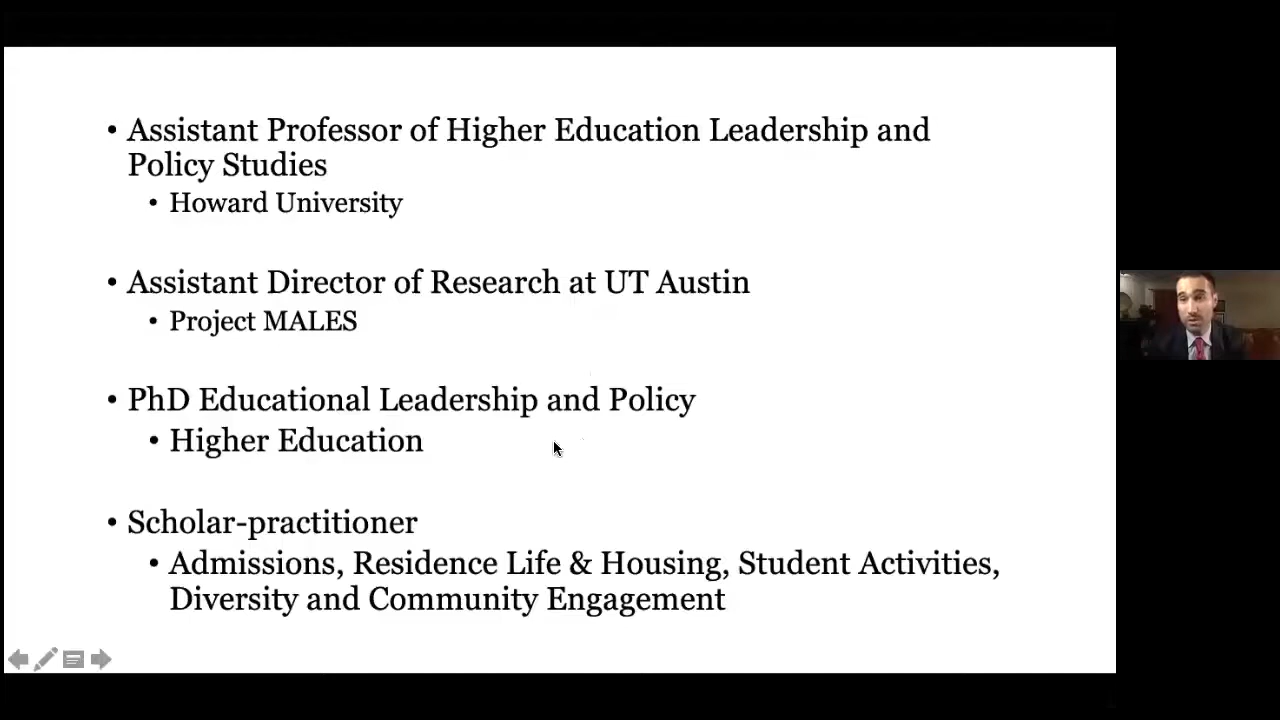 • Assistant Professor of Higher Education Leadership and
Policy Studies
• Howard University
• Assistant Director of Research at UT Austin
• Project MALES
• PhD Educational Leadership and Policy
• Higher Education
• Scholar-practitioner
• Admissions, Residence Life & Housing, Student Activities,
Diversity and Community Engagement